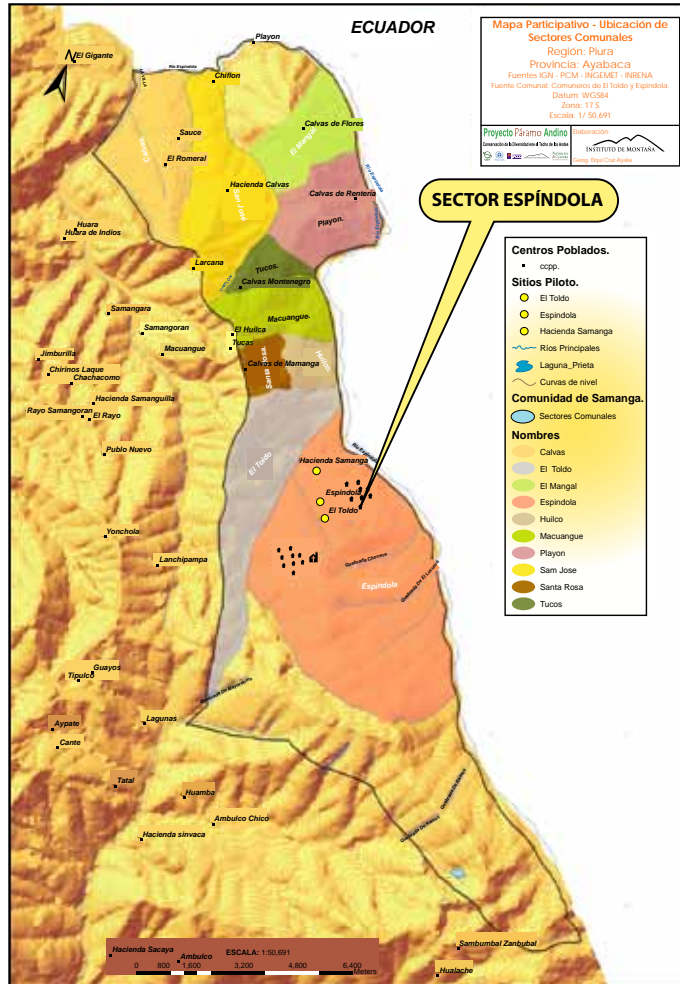 ECUADOR
Mapa Participativo - Ubicación de
Sectores Comunales
Región: Piura
Provincia: Ayabaca
Fuentes IGN - PCM - INGEMET - INRENA
Fuente Comunal: Comuneros de El Toldo y Espindola.
Datum: WGS84
Zona: 17 S
Escala: 1/ 50,691
Proyecto Páramo Andino
Elaboración:
INSTITUTO DE MONTAÑA
SECTOR ESPÍNDOLA
Centros Poblados.
ccpp.
Sitios Piloto.
El Toldo
Espindola
Hacienda Samanga
Ríos Principales
Laguna_Prieta
Curvas de nivel
Comunidad de Samanga.
Sectores Comunales
Nombres
Calvas
El Toldo
El Mangal
Espindola
Huilco
Macuangue
Playon
Sam Jose
Santa Rosa
Tucos
N
El Gigante
Playon
Río Espíndola
Chiflon
Sauce
Calvas de Flores
El Mangal
El Romeral
Hacienda Calvas
Calvas de Rentería
Playon.
Río Espíndola
Huara
Huara de Indios
Larcana
Tucos.
Calvas Montenegro
Samangara
Macuangue.
Samangoran
El Huilca
Tucas
Macuangue
Jimburilla
Chirinos Laque
Chachacomo
Calvas de Mamanga
Santa Rosa.
Huilco.
Hacienda Samanguilla
Rayo Samangoran
El Rayo
Publo Nuevo
El Toldo
Hacienda Samanga
Espíndola
El Toldo
Yonchola
Lanchipampa
Espindola
Guayos
Tipulco
Lagunas
Aypate
Cante
Tatal
Huamba
Ambulco Chico
Hacienda sinvaca
Sambumbal Zanbubal
Hualache
Hacienda Sacaya
Ambulco
ESCALA: 1:50,691
0 800 1,600 3,200 4,800 6,400
Meters